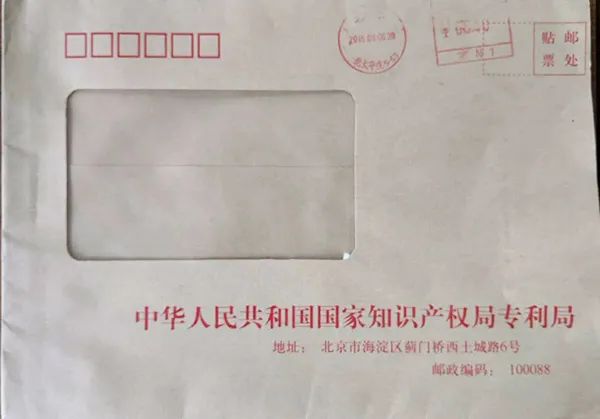 贴邮
票处
中华人民共和国国家知识产权局专利局
地址： 北京市海淀区蓟门桥西土城路6号
邮政编码： 100088